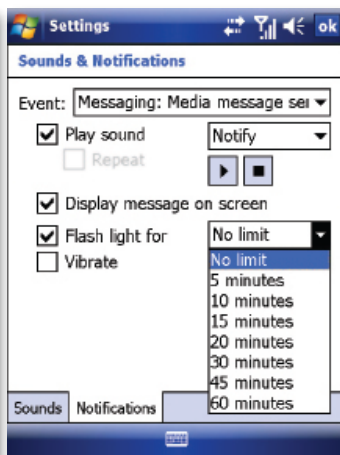 Settings ok
Sounds & Notifications
Event: Messaging: Media message sei
Play sound Notify
Repeat
Display message on screen
Flash light for No limit
Vibrate No limit
5 minutes
10 minutes
15 minutes
20 minutes
30 minutes
45 minutes
60 minutes
Sounds Notifications